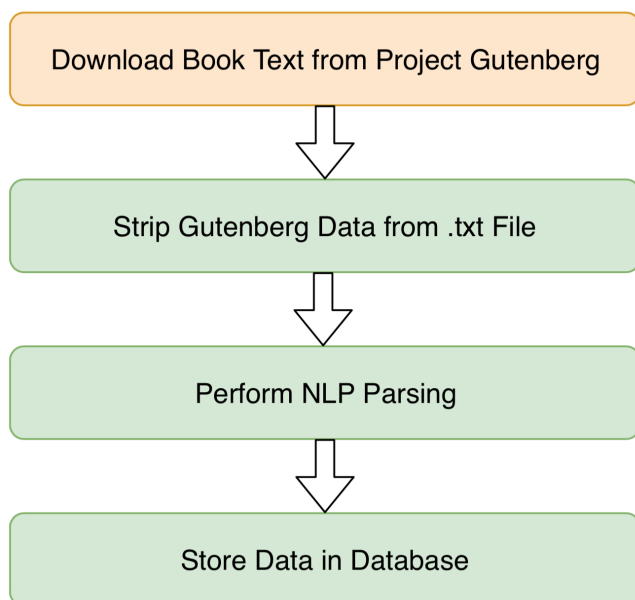 Download Book Text from Project Gutenberg
Strip Gutenberg Data from .txt File
Perform NLP Parsing
Store Data in Database